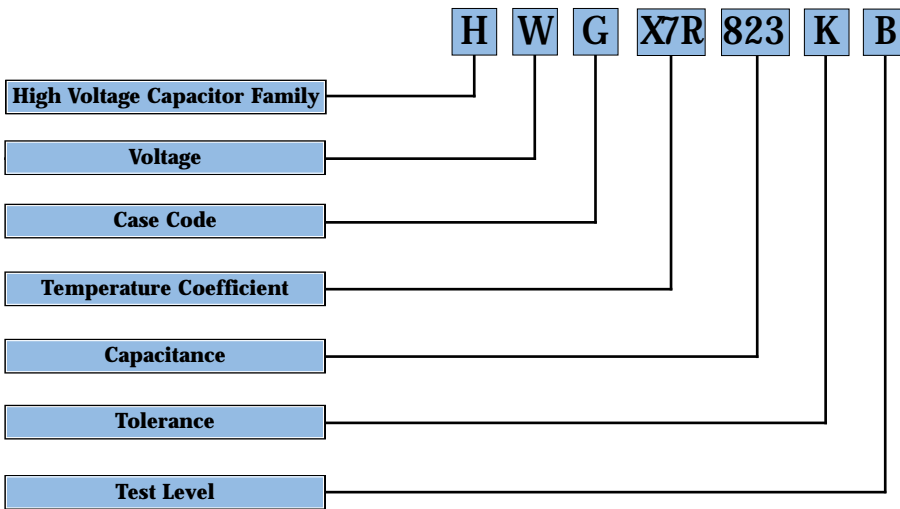 H W G X7R 823 K B
High Voltage Capacitor Family
Voltage
Case Code
Temperature Coefficient
Capacitance
Tolerance
Test Level